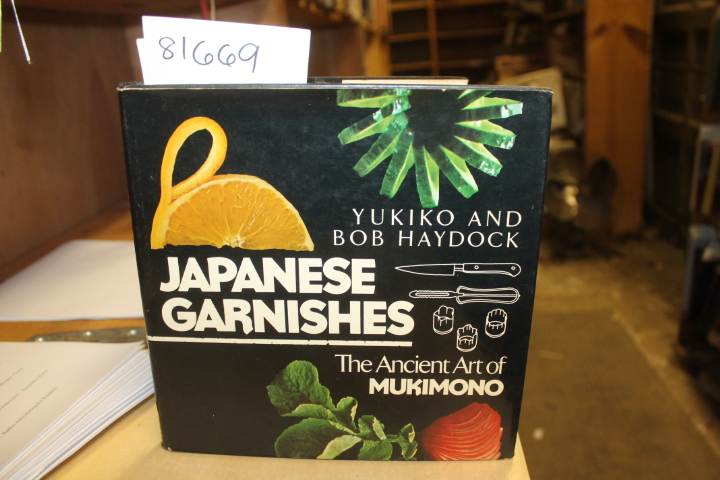 81669
YUKIKO AND
BOB HAYDOCK
JAPANESE
GARNISHES
The Ancient Art of
MUKIMONO